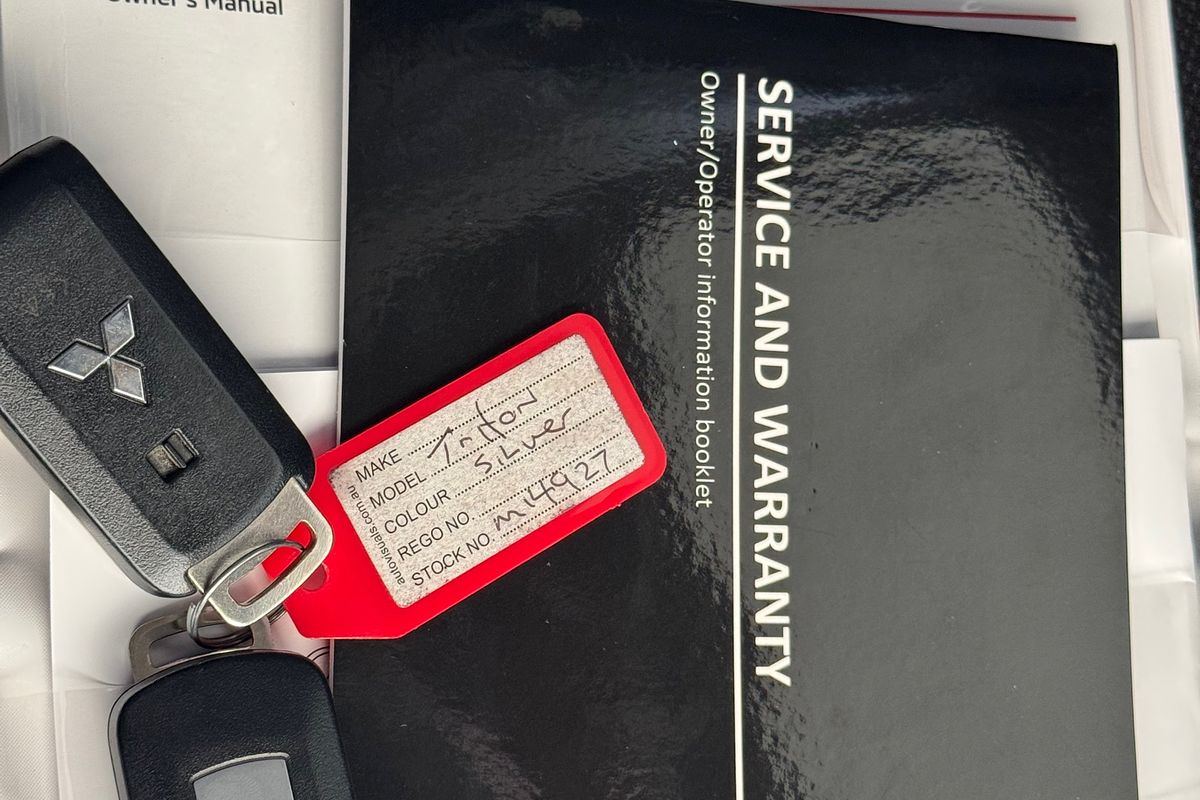 Owner's Manual
SERVICE AND WARRANTY
Owner/Operator information booklet
MAKE
MODEL Triton
COLOUR Silver
REGO NO.
STOCK NO. M14927
autovisuals.com.au